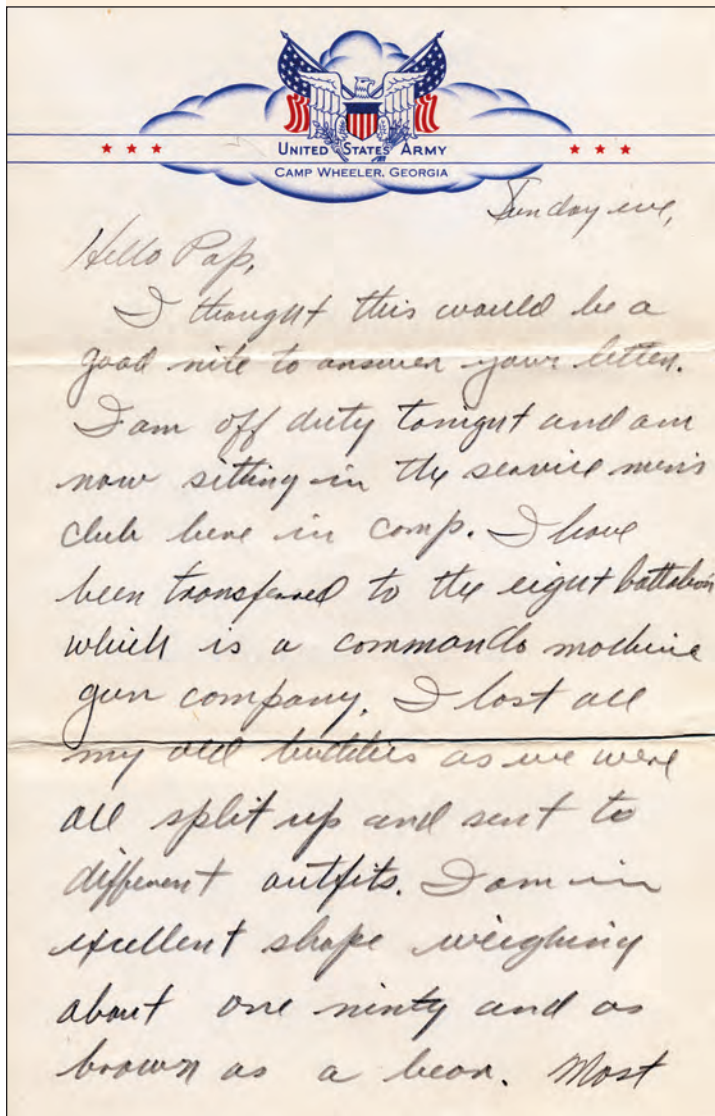 UNITED STATES ARMY
CAMP WHEELER, GEORGIA
Sunday eve,
Hello Pap,
I thought this would be a
good nite to answer your letter.
I am off duty tonight and am
now sitting in the service men's
club here in camp. I have
been transferred to the eight battalion
which is a commando machine
gun company. I lost all
my old buddies as we were
all split up and sent to
different outfits. I am in
excellent shape weighing
about one ninty and as
brown as a bear. Most